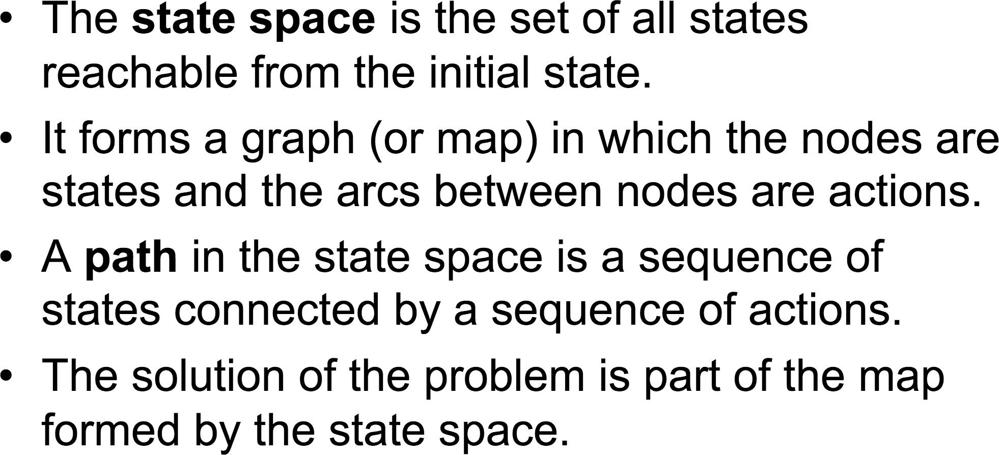 • The state space is the set of all states
reachable from the initial state.
• It forms a graph (or map) in which the nodes are
states and the arcs between nodes are actions.
• A path in the state space is a sequence of
states connected by a sequence of actions.
• The solution of the problem is part of the map
formed by the state space.